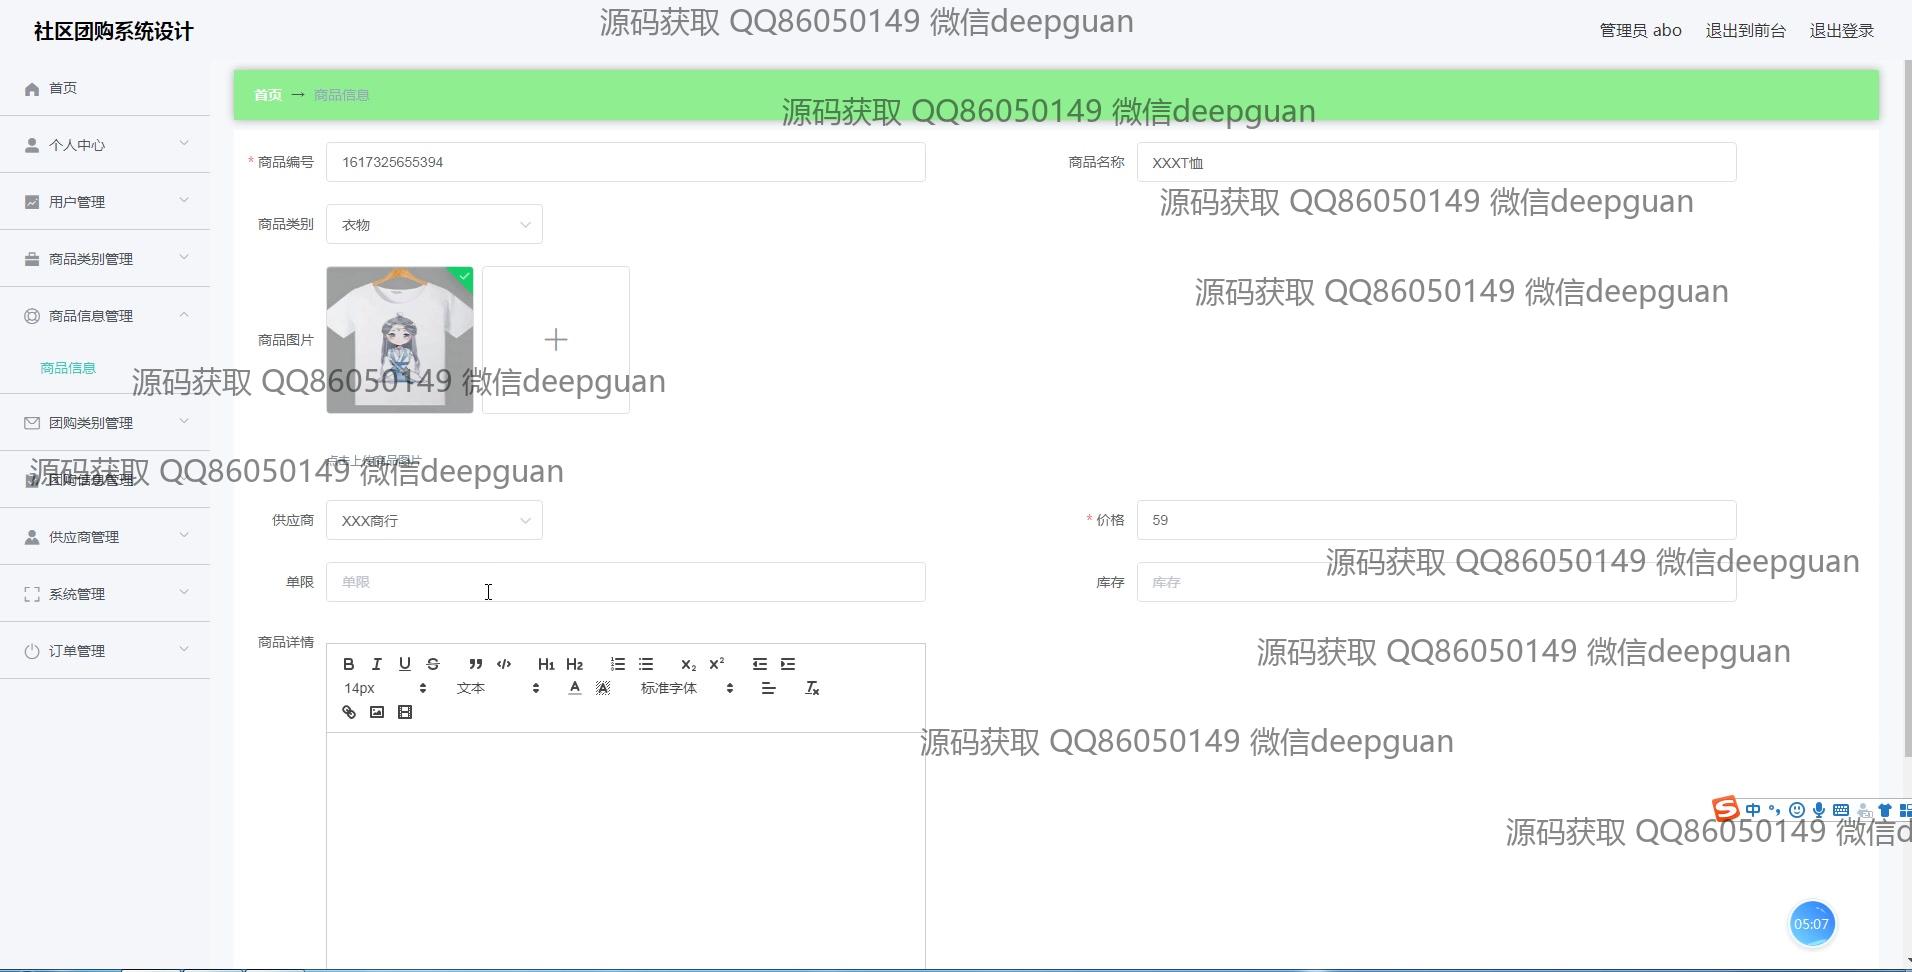 社区团购系统设计
源码获取 QQ86050149 微信deepguan
管理员 abo 退出到前台 退出登录
首页
首页 → 商品信息
源码获取 QQ86050149 微信deepguan
个人中心
* 商品编号 1617325655394
商品名称 XXXT恤
用户管理
源码获取 QQ86050149 微信deepguan
商品类别 衣物
商品类别管理
源码获取 QQ86050149 微信deepguan
商品信息管理
商品图片
商品信息
源码获取 QQ86050149 微信deepguan
团购类别管理
点击上传商品图片
源码获取 QQ86050149 微信deepguan
团购信息管理
供应商 XXX商行
* 价格 59
供应商管理
源码获取 QQ86050149 微信deepguan
单限 单限
库存 库存
系统管理
商品详情
订单管理
源码获取 QQ86050149 微信deepguan
B I U S H1 H2 X2 X2
14px 文本 A A 标准字体 Tx
源码获取 QQ86050149 微信deepguan
中
源码获取 QQ86050149 微信d
05:07